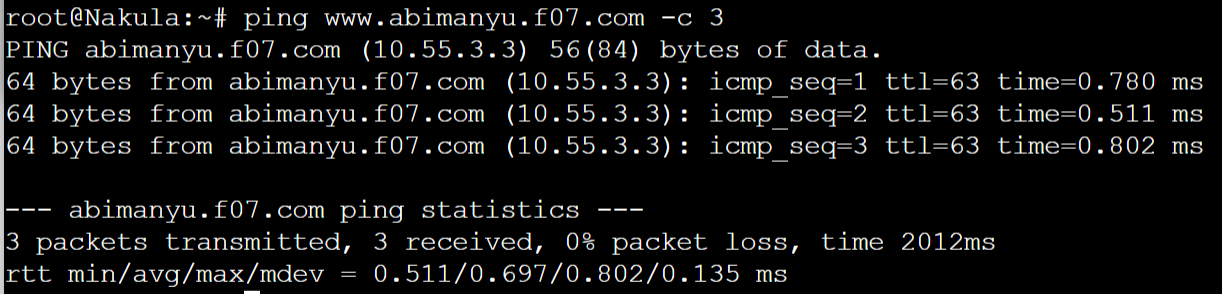 root@Nakula:~# ping www.abimanyu.f07.com -c 3
PING abimanyu.f07.com (10.55.3.3) 56(84) bytes of data.
64 bytes from abimanyu.f07.com (10.55.3.3): icmp_seq=1 ttl=63 time=0.780 ms
64 bytes from abimanyu.f07.com (10.55.3.3): icmp_seq=2 ttl=63 time=0.511 ms
64 bytes from abimanyu.f07.com (10.55.3.3): icmp_seq=3 ttl=63 time=0.802 ms

--- abimanyu.f07.com ping statistics ---
3 packets transmitted, 3 received, 0% packet loss, time 2012ms
rtt min/avg/max/mdev = 0.511/0.697/0.802/0.135 ms